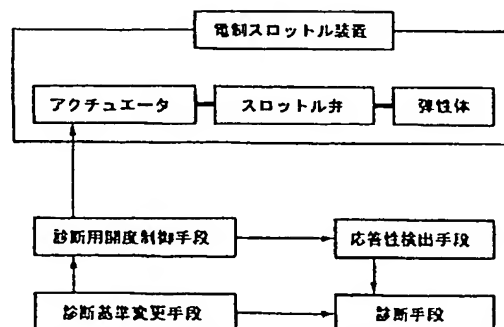 電制スロットル装置
アクチュエータ スロットル弁 弾性体
診断用開度制御手段 応答性検出手段
診断基準変更手段 診断手段